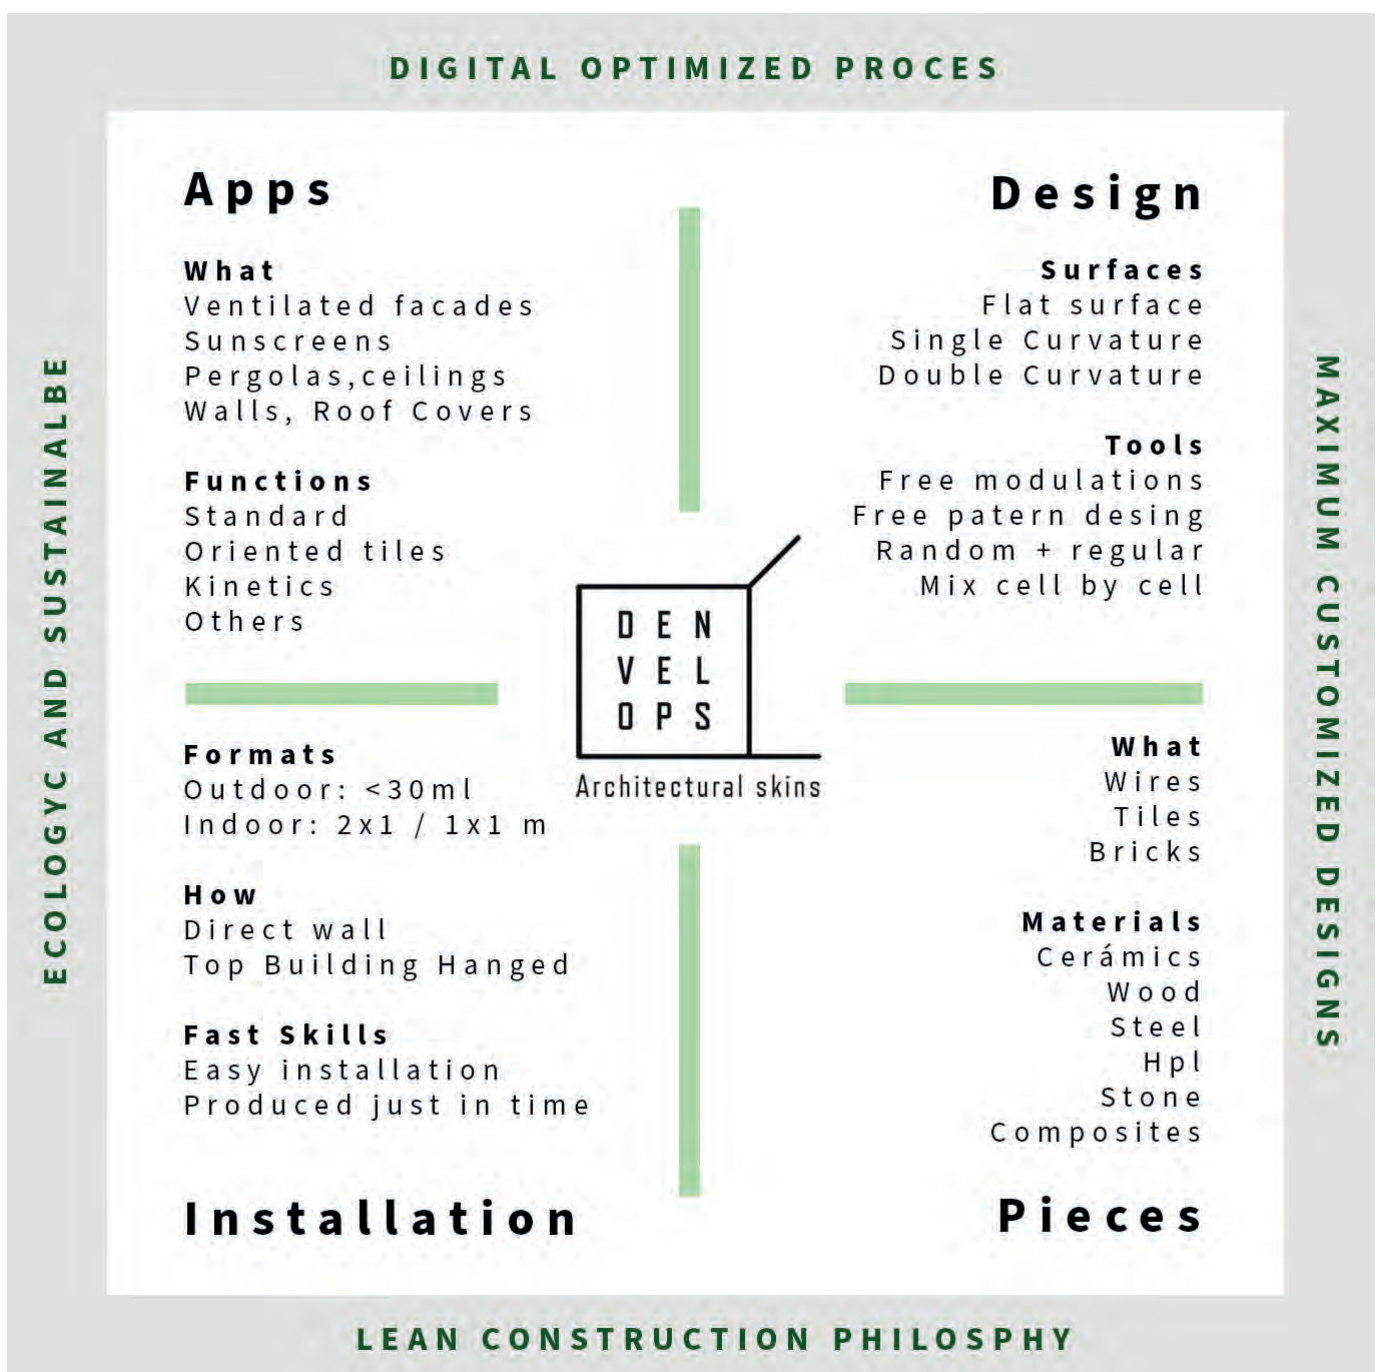 DIGITAL OPTIMIZED PROCES
Apps
What
Ventilated facades
Sunscreens
Pergolas,ceilings
Walls, Roof Covers
Functions
Standard
Oriented tiles
Kinetics
Others
Design
Surfaces
Flat surface
Single Curvature
Double Curvature
Tools
Free modulations
Free patern desing
Random + regular
Mix cell by cell
DEN
VEL
OPS
Architectural skins
Formats
Outdoor: <30ml
Indoor: 2x1 / 1x1 m
How
Direct wall
Top Building Hanged
Fast Skills
Easy installation
Produced just in time
Installation
What
Wires
Tiles
Bricks
Materials
Cerámics
Wood
Steel
Hpl
Stone
Composites
Pieces
ECOLOGYC AND SUSTAINALBE
MAXIMUM CUSTOMIZED DESIGNS
LEAN CONSTRUCTION PHILOSPHY